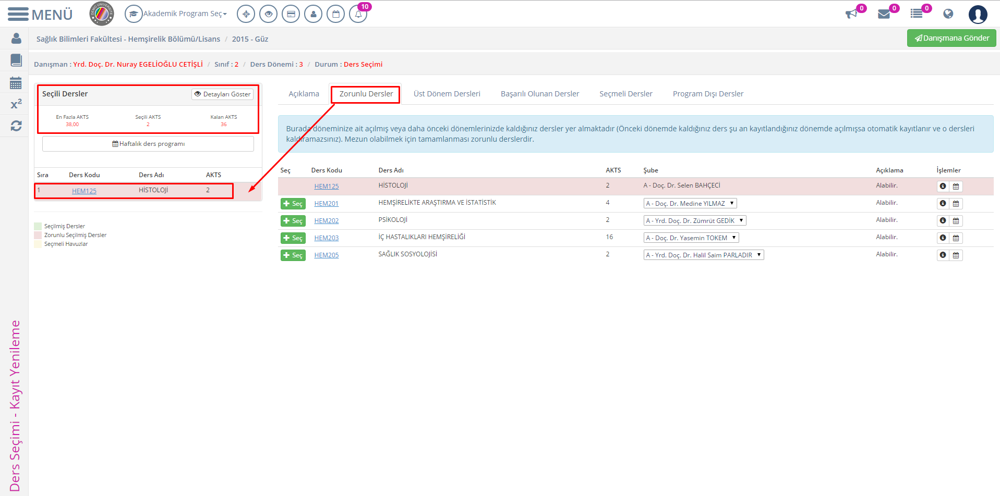 MENÜ
DEMO ÜNİVERSİTE
Akademik Program Seç
10
0
0
0
Sağlık Bilimleri Fakültesi - Hemşirelik Bölümü/Lisans / 2015 - Güz
Danışmana Gönder
Danışman : Yrd. Doç. Dr. Nuray EGELİOĞLU CETİŞLİ / Sınıf : 2 / Ders Dönemi : 3 / Durum : Ders Seçimi
Seçili Dersler
Detayları Göster
En Fazla AKTS Seçili AKTS Kalan AKTS
38,00 2 36
Haftalık ders programı
Sıra Ders Kodu Ders Adı AKTS
1 HEM125 HİSTOLOJİ 2
Seçilmiş Dersler
Zorunlu Seçilmiş Dersler
Seçmeli Havuzlar
Açıklama Zorunlu Dersler Üst Dönem Dersleri Başarılı Olunan Dersler Seçmeli Dersler Program Dışı Dersler
Burada döneminize ait açılmış veya daha önceki dönemlerinizde kaldığınız dersler yer almaktadır (Önceki dönemde kaldığınız ders şu an kayıtlandığınız dönemde açılmışsa otomatik kayıtlanır ve o dersleri
kaldıramazsınız). Mezun olabilmek için tamamlanması zorunlu derslerdir.
Seç Ders Kodu Ders Adı AKTS Şube Açıklama İşlemler
HEM125 HİSTOLOJİ 2 A - Doç. Dr. Selen BAHÇECİ Alabilir.
Seç HEM201 HEMŞİRELİKTE ARAŞTIRMA VE İSTATİSTİK 4 A - Doç. Dr. Medine YILMAZ Alabilir.
Seç HEM202 PSİKOLOJİ 2 A - Yrd. Doç. Dr. Zümrüt GEDİK Alabilir.
Seç HEM203 İÇ HASTALIKLARI HEMŞİRELİĞİ 16 A - Doç. Dr. Yasemin TOKEM Alabilir.
Seç HEM205 SAĞLIK SOSYOLOJİSİ 2 A - Yrd. Doç. Dr. Halil Saim PARLADIR Alabilir.
x²
Ders Seçimi - Kayıt Yenileme